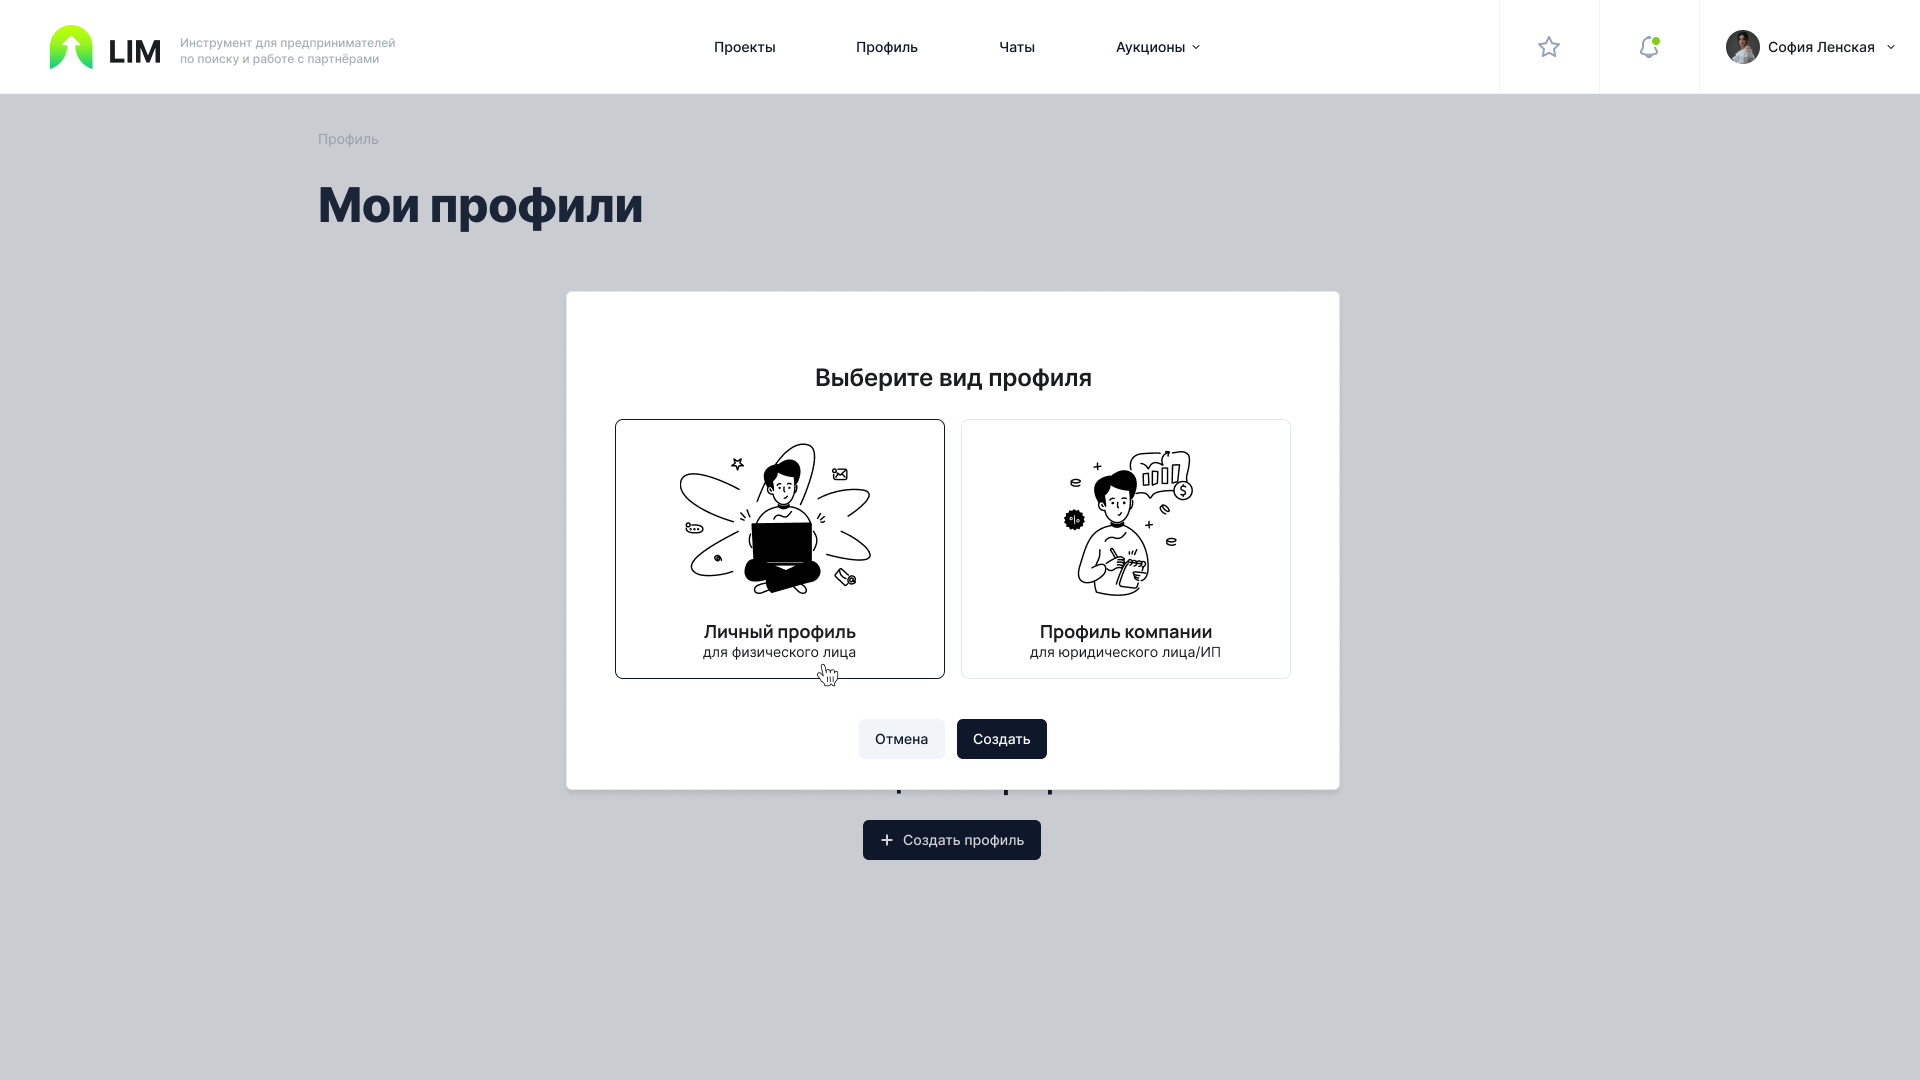 LIM
Инструмент для предпринимателей
по поиску и работе с партнёрами
Проекты
Профиль
Чаты
Аукционы
София Ленская
Профиль
Мои профили
Выберите вид профиля
Личный профиль
для физического лица
Профиль компании
для юридического лица/ИП
Отмена
Создать
Создать профиль